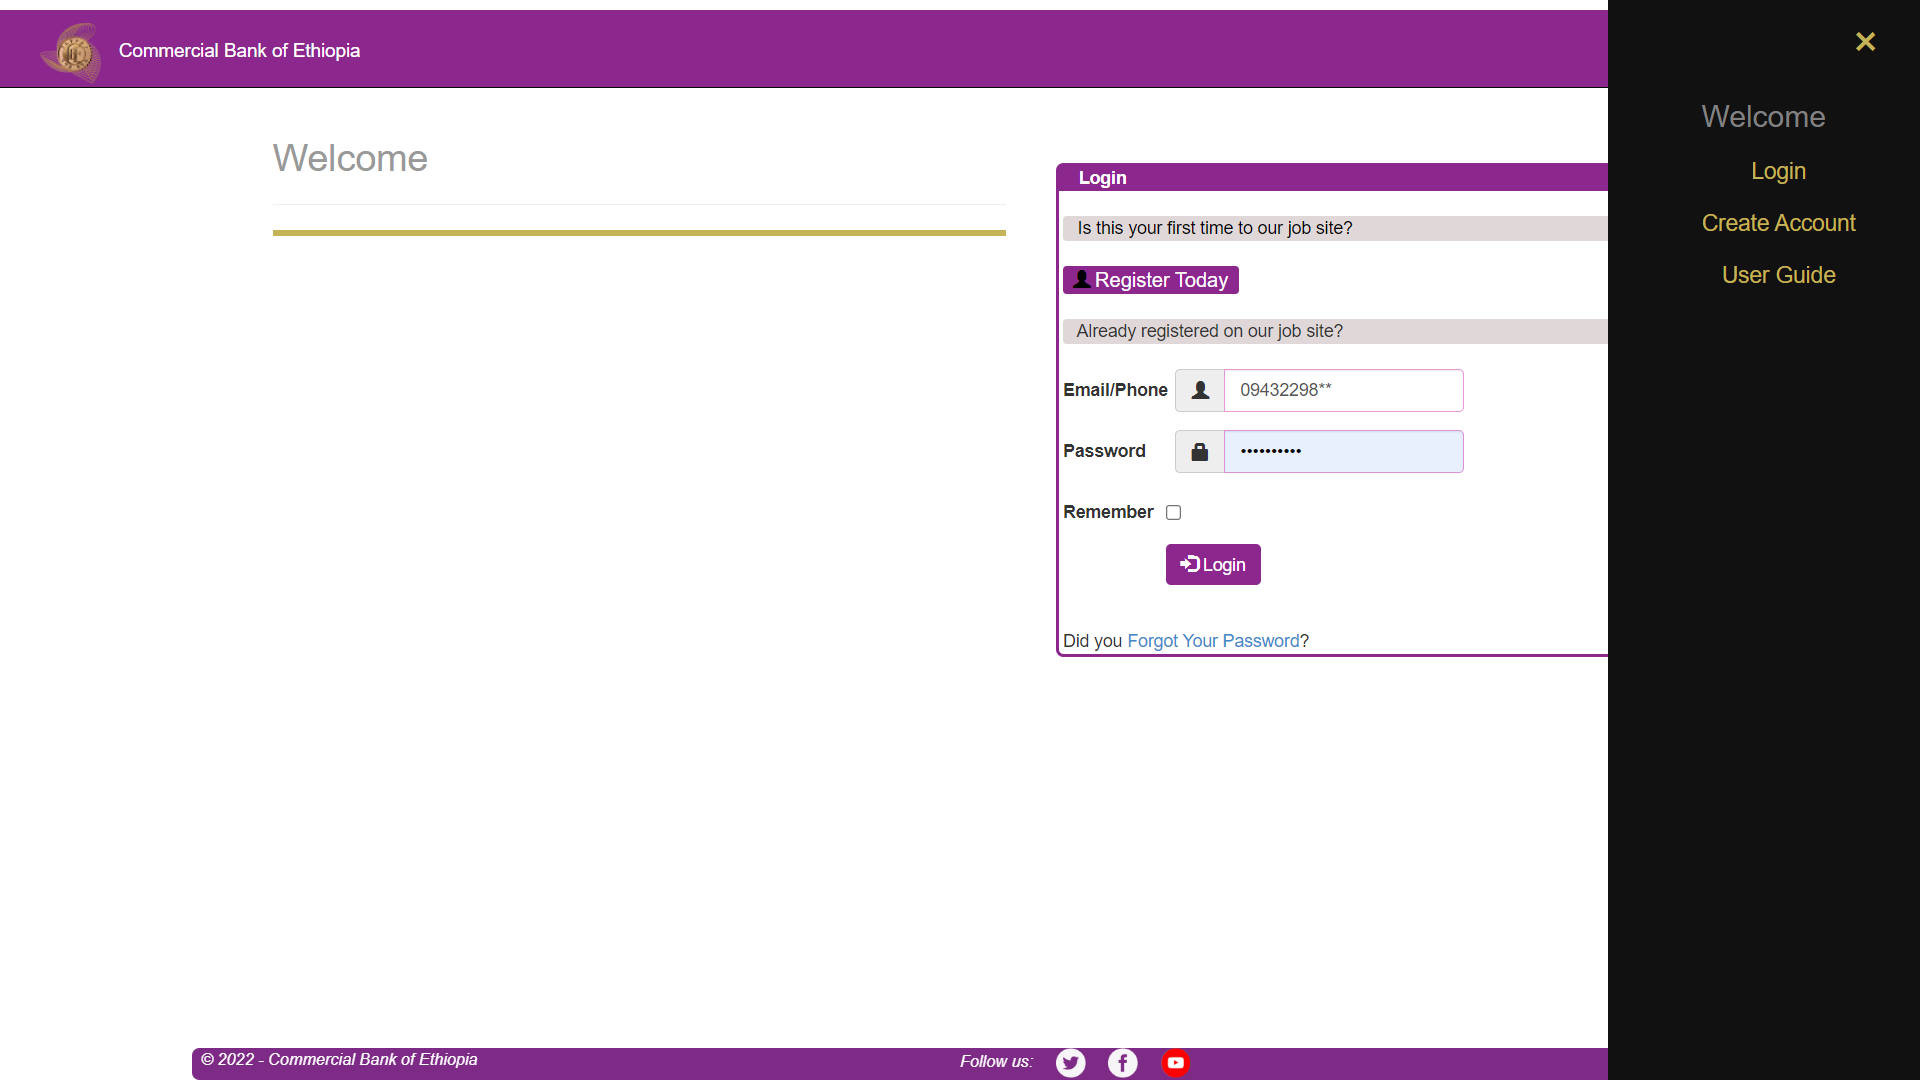 Commercial Bank of Ethiopia
Welcome
Login
Is this your first time to our job site?
Register Today
Already registered on our job site?
Email/Phone 09432298**
Password ••••••••••
Remember
Login
Did you Forgot Your Password?
×
Welcome
Login
Create Account
User Guide
© 2022 - Commercial Bank of Ethiopia
Follow us: